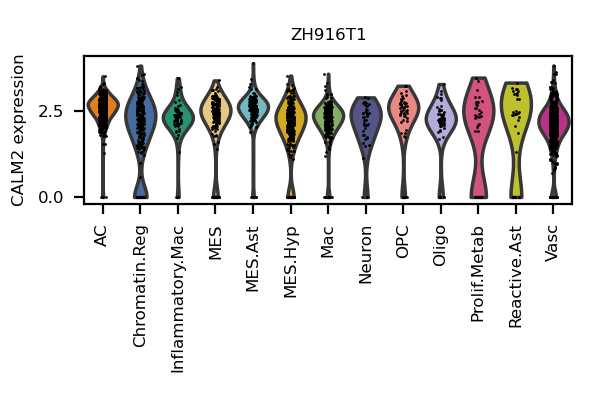 ZH916T1
CALM2 expression
2.5
0.0
AC
Chromatin.Reg
Inflammatory.Mac
MES
MES.Ast
MES.Hyp
Mac
Neuron
OPC
Oligo
Prolif.Metab
Reactive.Ast
Vasc